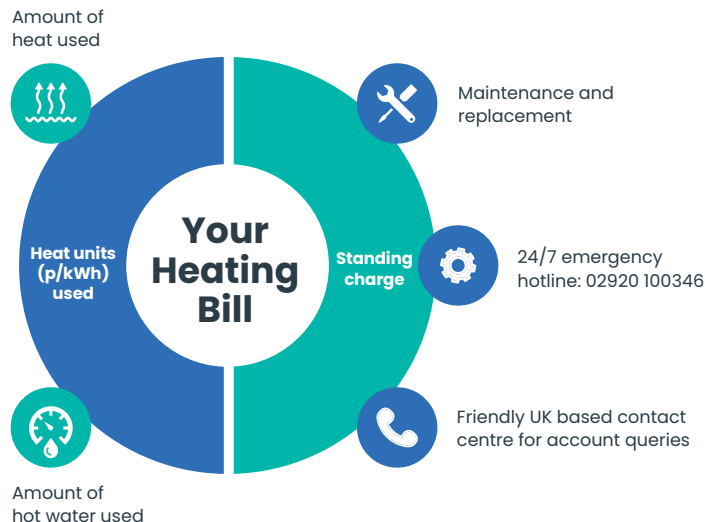 Amount of
heat used
Maintenance and
replacement
Your
Heating
Bill
Heat units
(p/kWh)
used
Standing
charge
24/7 emergency
hotline: 02920 100346
Friendly UK based contact
centre for account queries
Amount of
hot water used